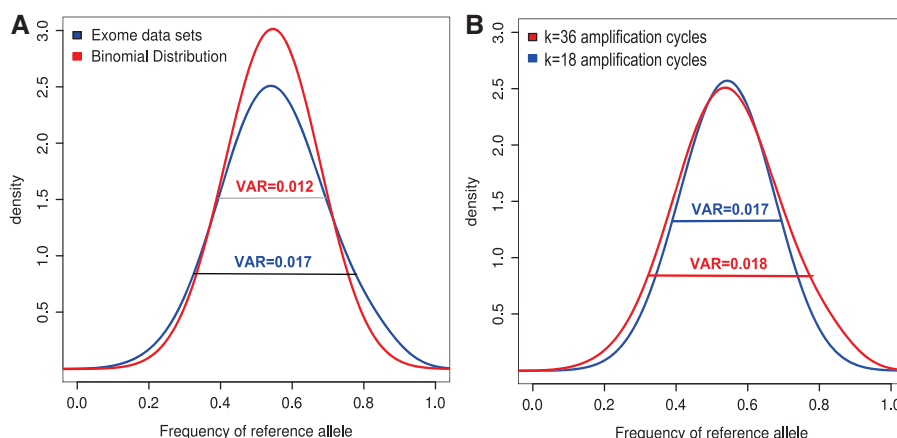 A
Exome data sets
Binomial Distribution
density
3.0
2.5
2.0
1.5
1.0
0.5
VAR=0.012
VAR=0.017
0.0 0.2 0.4 0.6 0.8 1.0
Frequency of reference allele
B
k=36 amplification cycles
k=18 amplification cycles
density
3.0
2.5
2.0
1.5
1.0
0.5
VAR=0.017
VAR=0.018
0.0 0.2 0.4 0.6 0.8 1.0
Frequency of reference allele